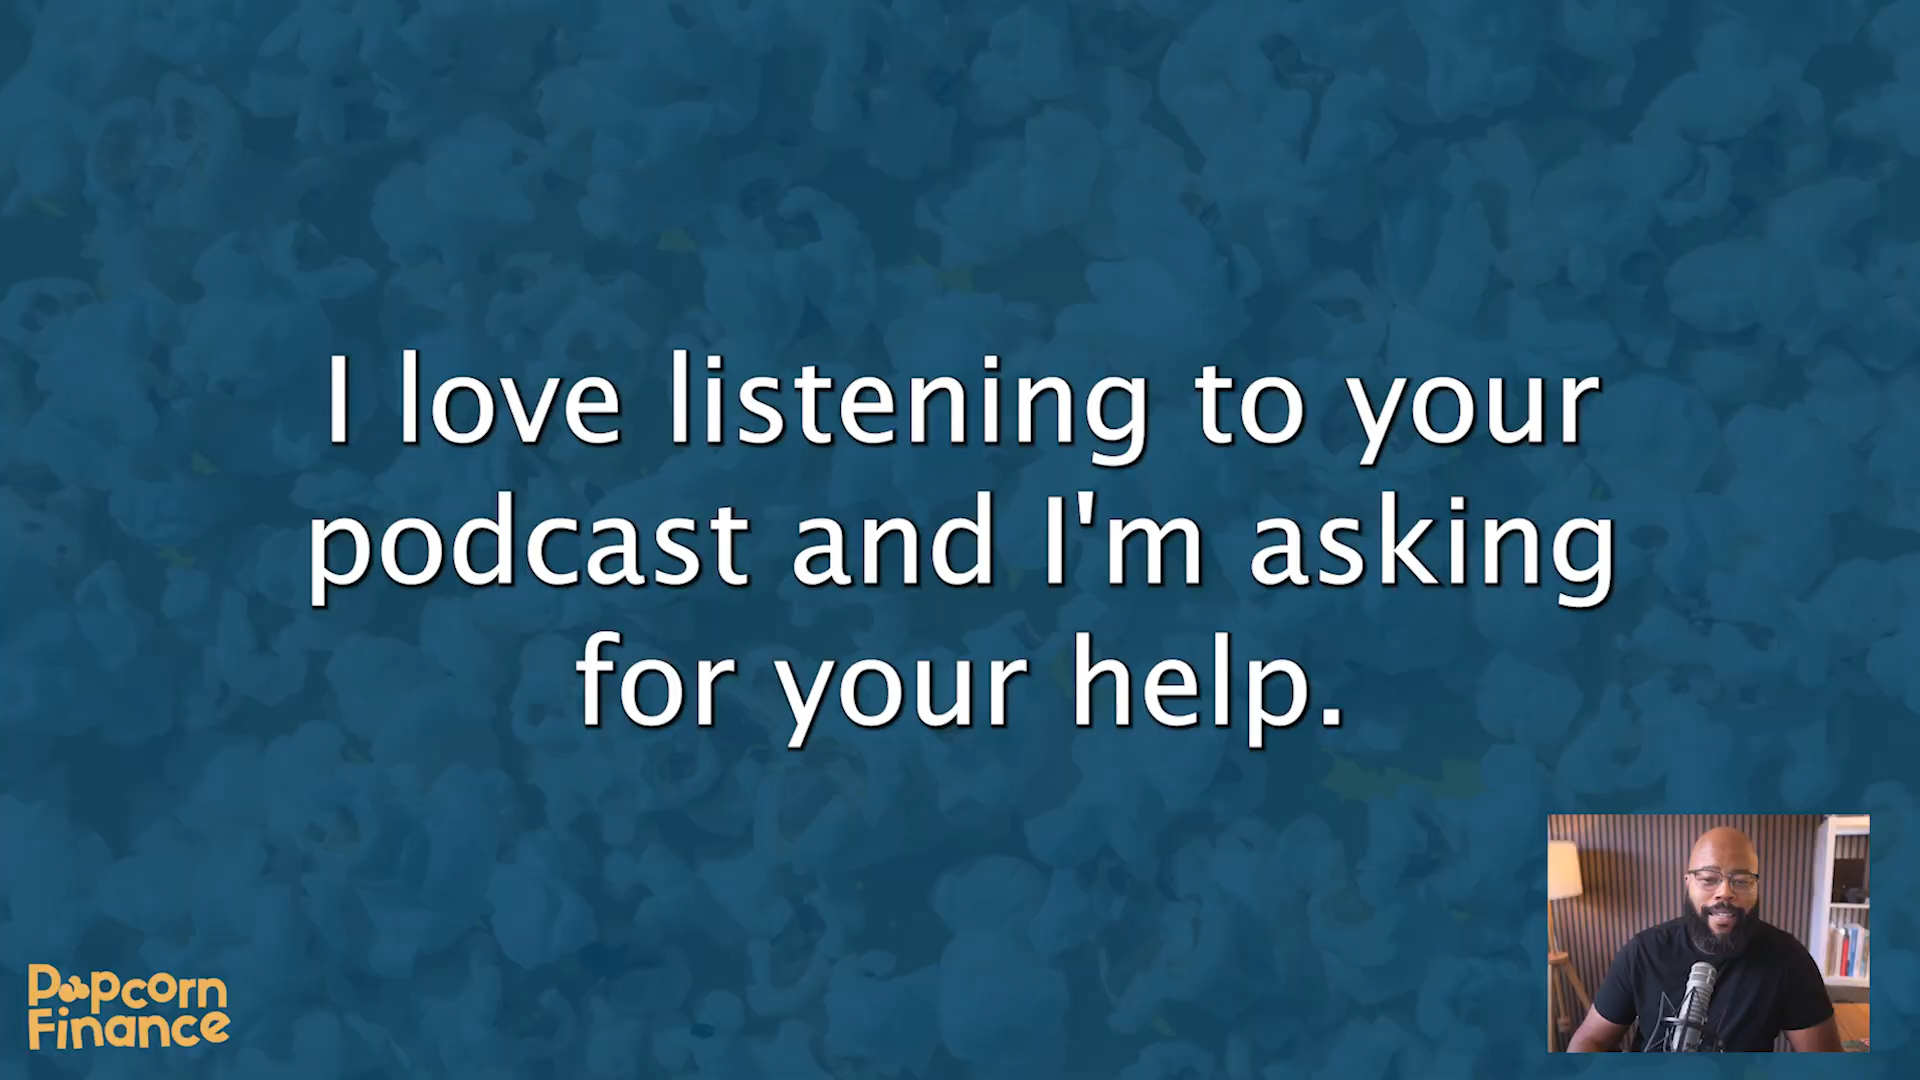 I love listening to your
podcast and I'm asking
for your help.
Popcorn
Finance